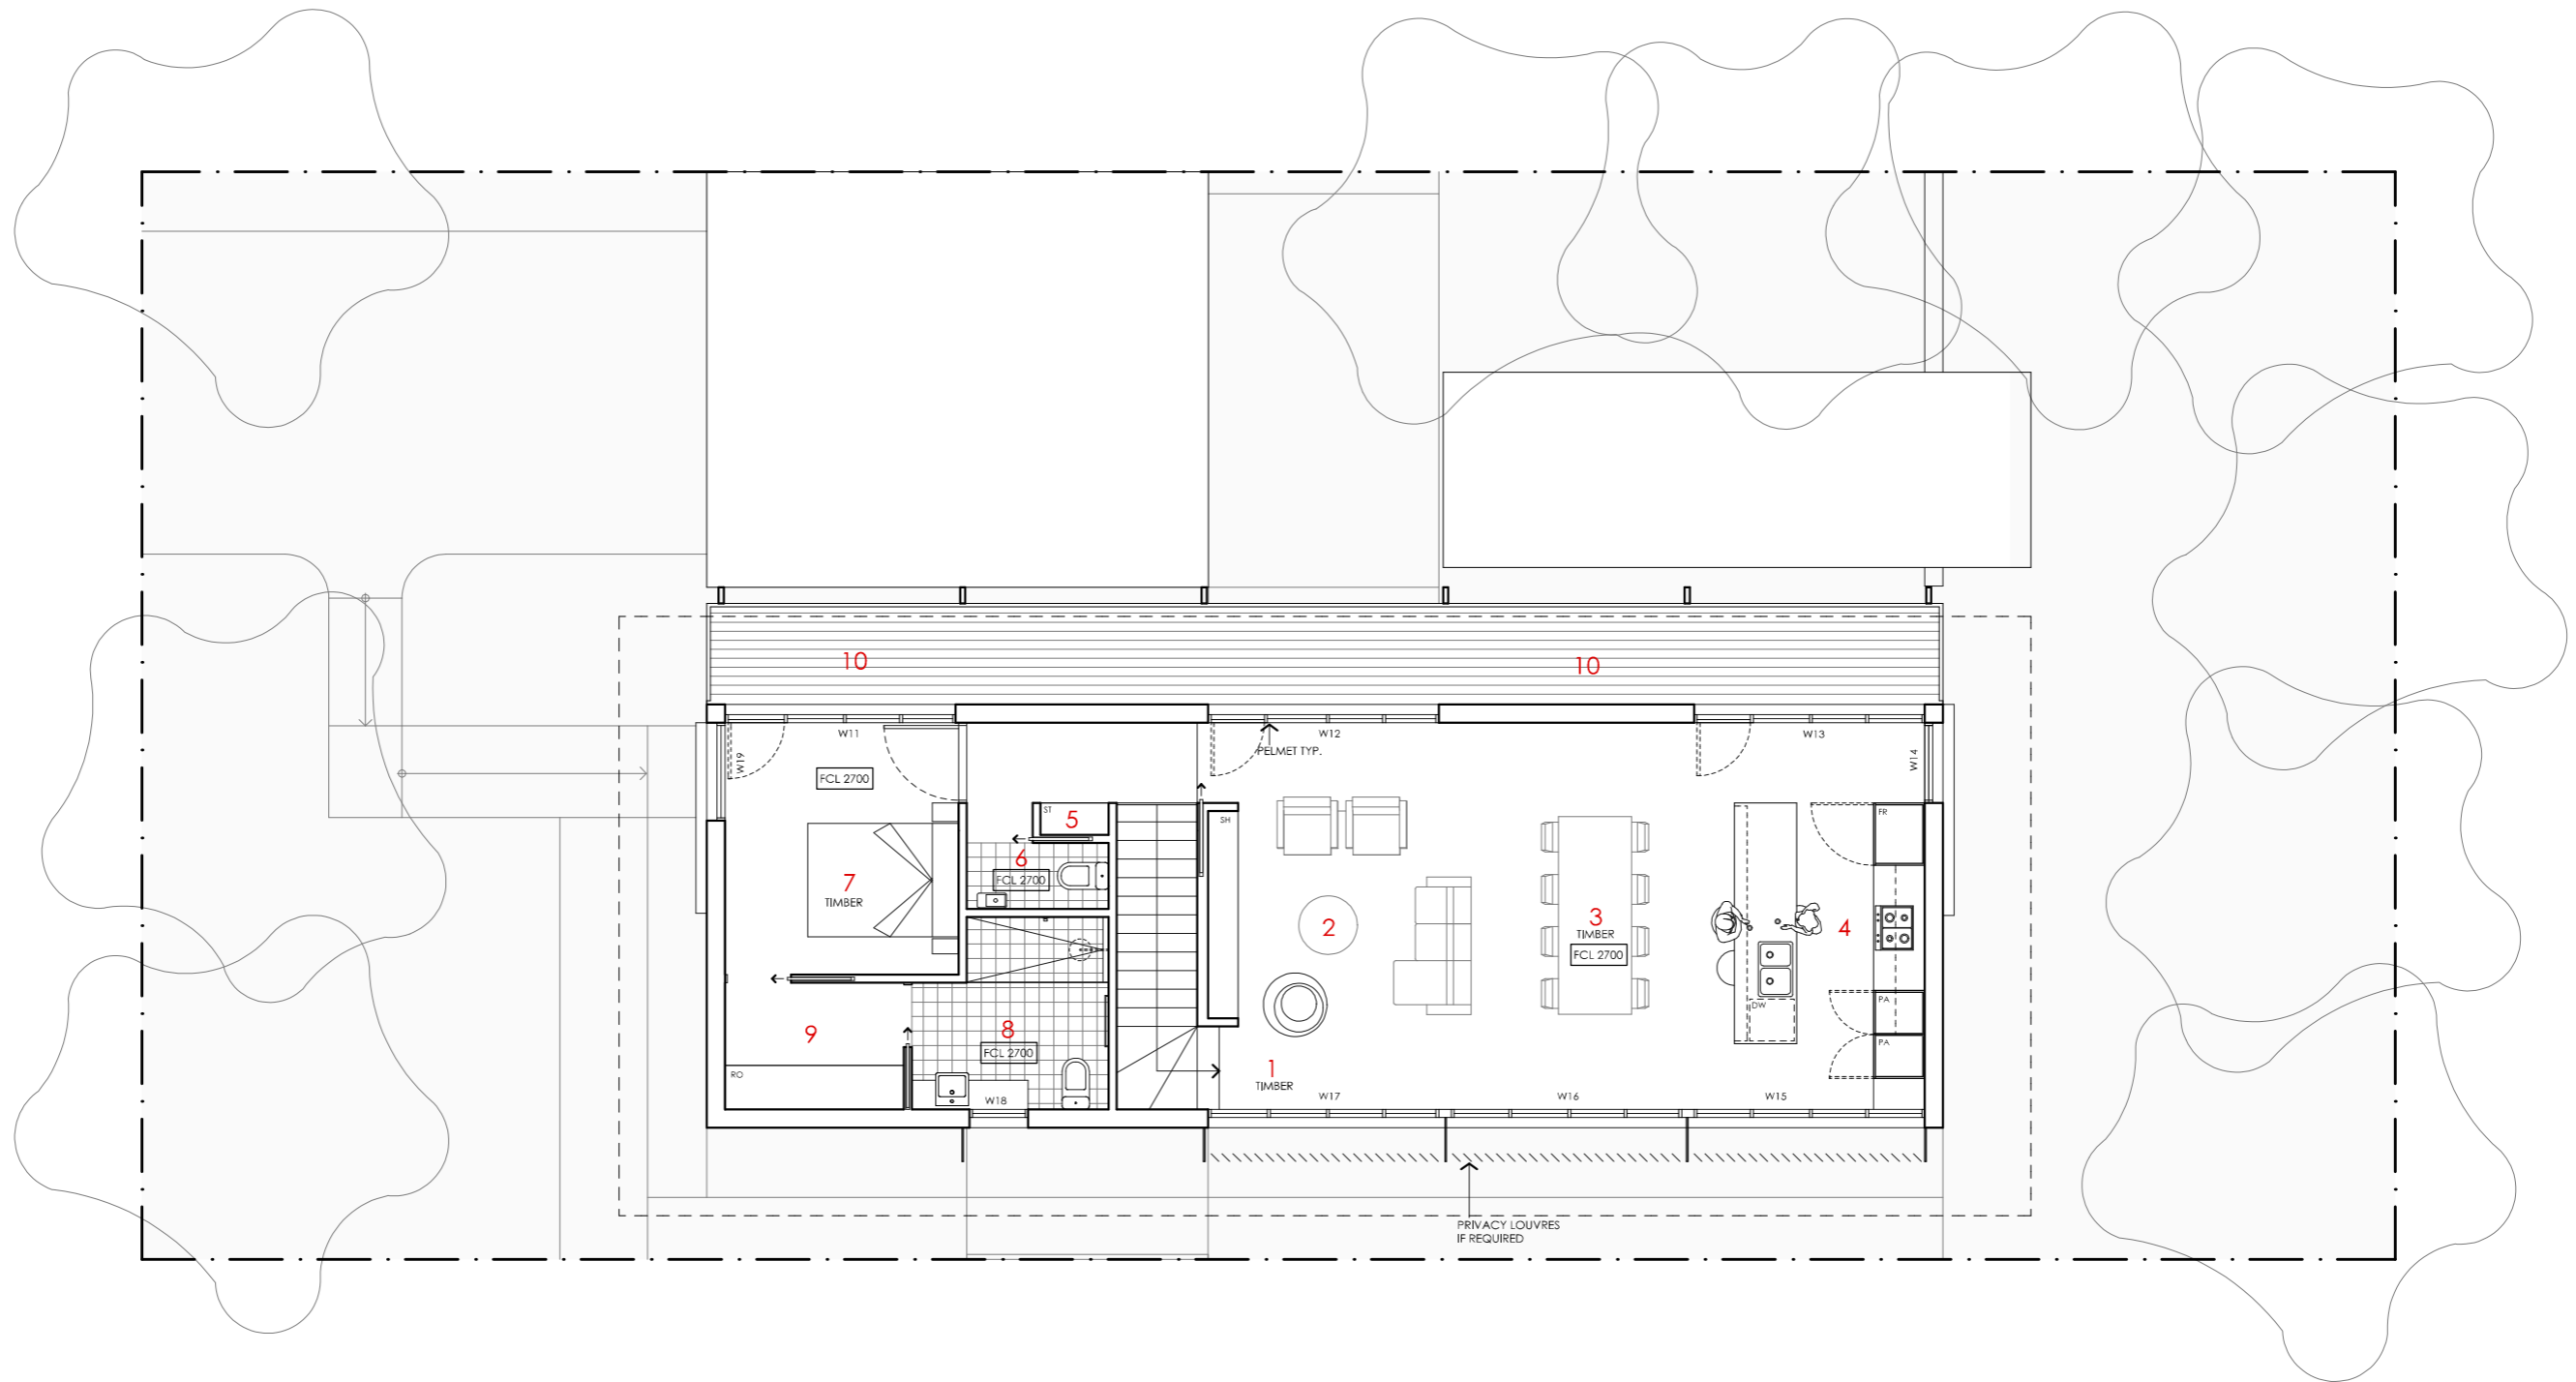 10
10
W11
W12
W13
W19
PELMET TYP.
W14
FCL 2700
ST
5
SH
FR
6
FCL 2700
7
TIMBER
2
3
TIMBER
FCL 2700
4
DW
PA
PA
9
8
FCL 2700
RO
1
TIMBER
W18
W17
W16
W15
PRIVACY LOUVRES
IF REQUIRED